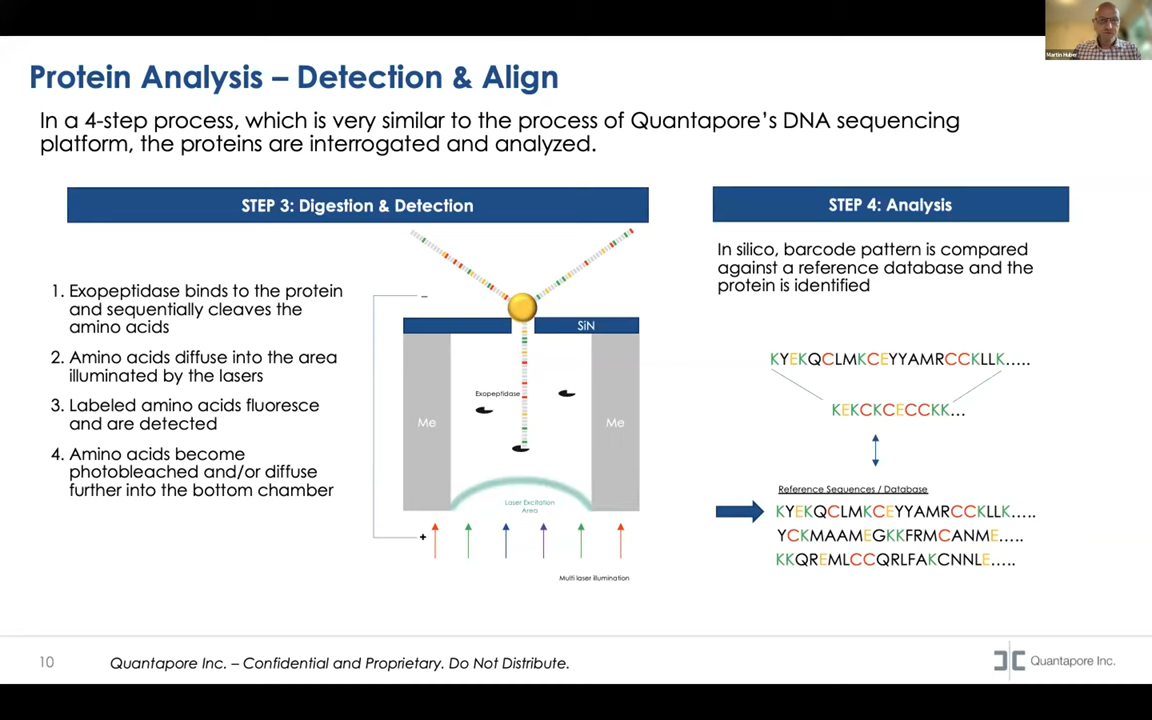 Martin Huber
Protein Analysis – Detection & Align
In a 4-step process, which is very similar to the process of Quantapore's DNA sequencing
platform, the proteins are interrogated and analyzed.
STEP 3: Digestion & Detection
1. Exopeptidase binds to the protein
and sequentially cleaves the
amino acids
2. Amino acids diffuse into the area
illuminated by the lasers
3. Labeled amino acids fluoresce
and are detected
4. Amino acids become
photobleached and/or diffuse
further into the bottom chamber
–
SiN
Exopeptidase
Me
Me
Laser Excitation
Area
+
Multi laser illumination
STEP 4: Analysis
In silico, barcode pattern is compared
against a reference database and the
protein is identified
KYEKQCLMKCEYYAMRCCKLLK.....
KEKCKCECCKK...
Reference Sequences / Database
KYEKQCLMKCEYYAMRCCKLLK.....
YCKMAAMEGKKFRMCANME.....
KKQREMLCCQRLFAKCNNLE.....
10
Quantapore Inc. – Confidential and Proprietary. Do Not Distribute.
Quantapore Inc.